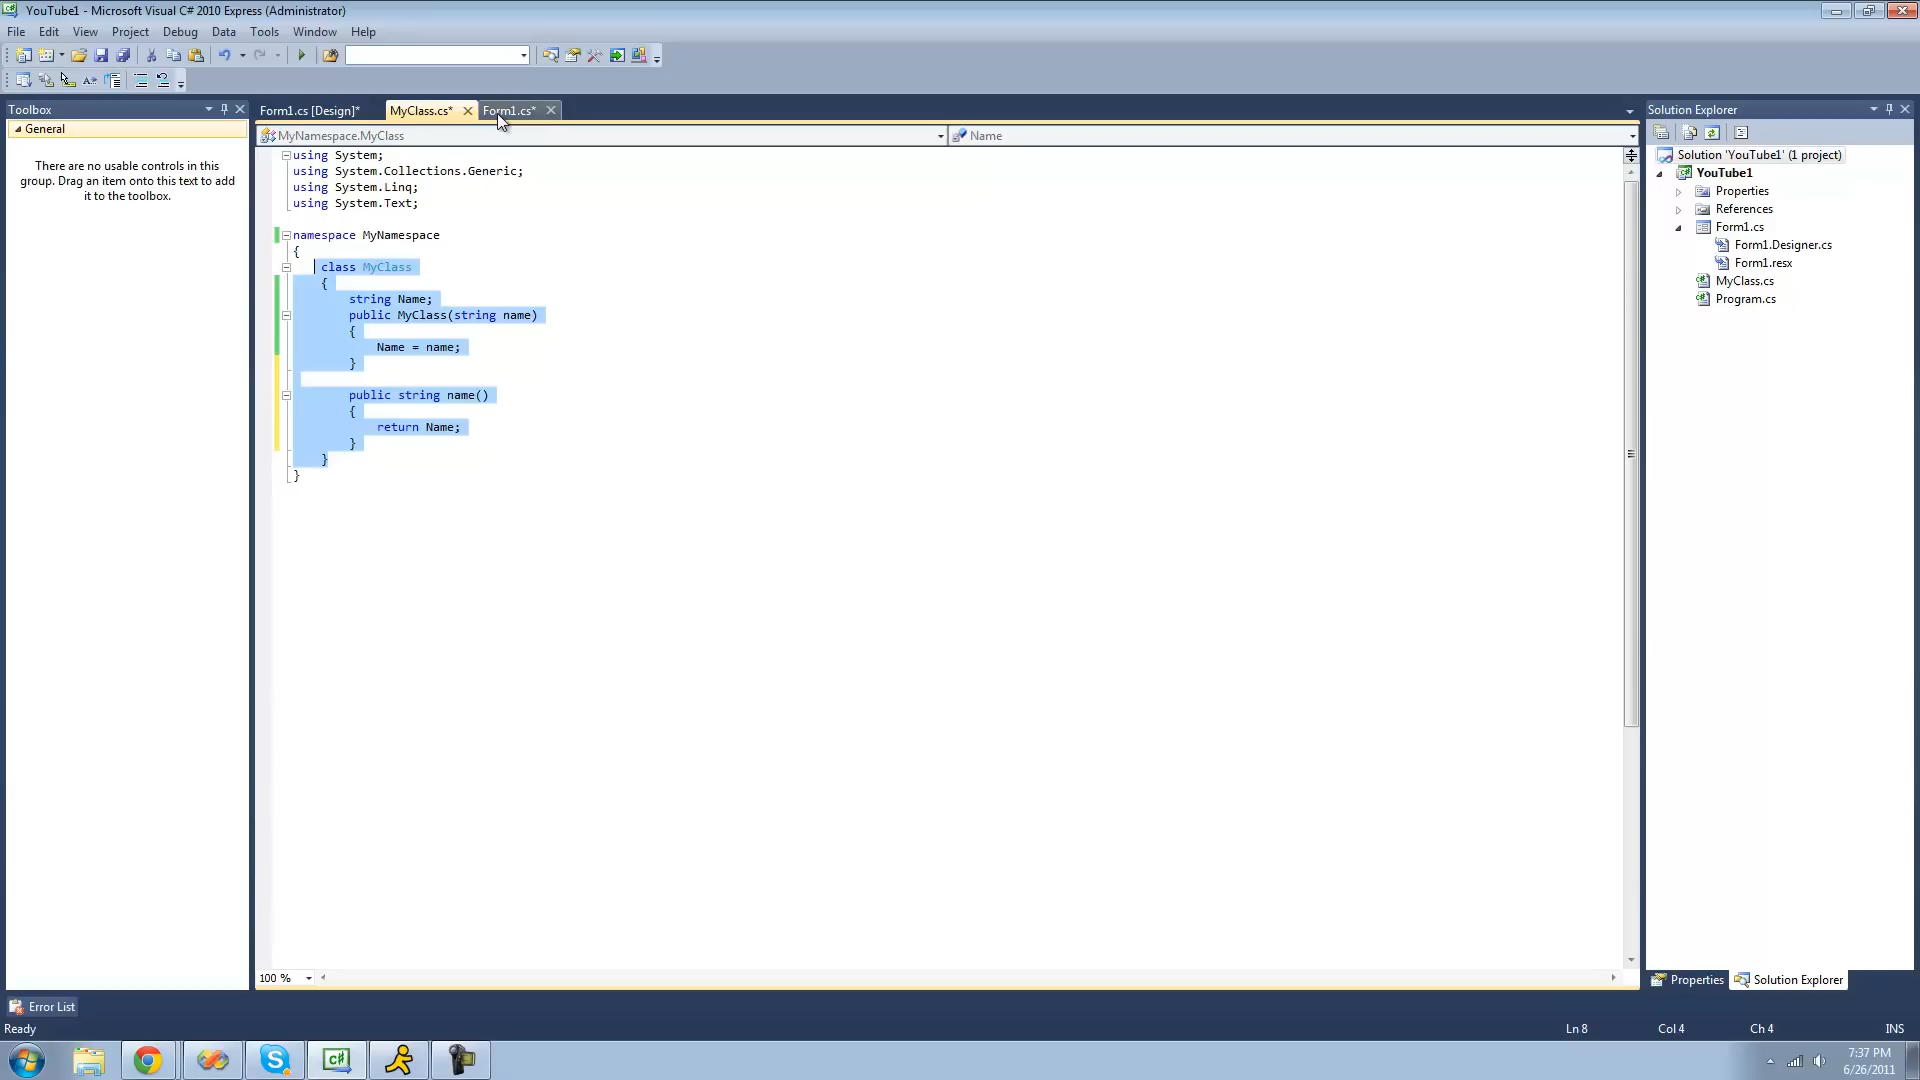 YouTube1 - Microsoft Visual C# 2010 Express (Administrator)
File Edit View Project Debug Data Tools Window Help
Toolbox
General
There are no usable controls in this
group. Drag an item onto this text to add
it to the toolbox.
Form1.cs [Design]* MyClass.cs* Form1.cs*
MyNamespace.MyClass Name
using System;
using System.Collections.Generic;
using System.Linq;
using System.Text;
namespace MyNamespace
{
class MyClass
{
string Name;
public MyClass(string name)
{
Name = name;
}
public string name()
{
return Name;
}
}
}
100 %
Solution Explorer
Solution 'YouTube1' (1 project)
YouTube1
Properties
References
Form1.cs
Form1.Designer.cs
Form1.resx
MyClass.cs
Program.cs
Properties Solution Explorer
Error List
Ready Ln 8 Col 4 Ch 4 INS
7:37 PM
6/26/2011